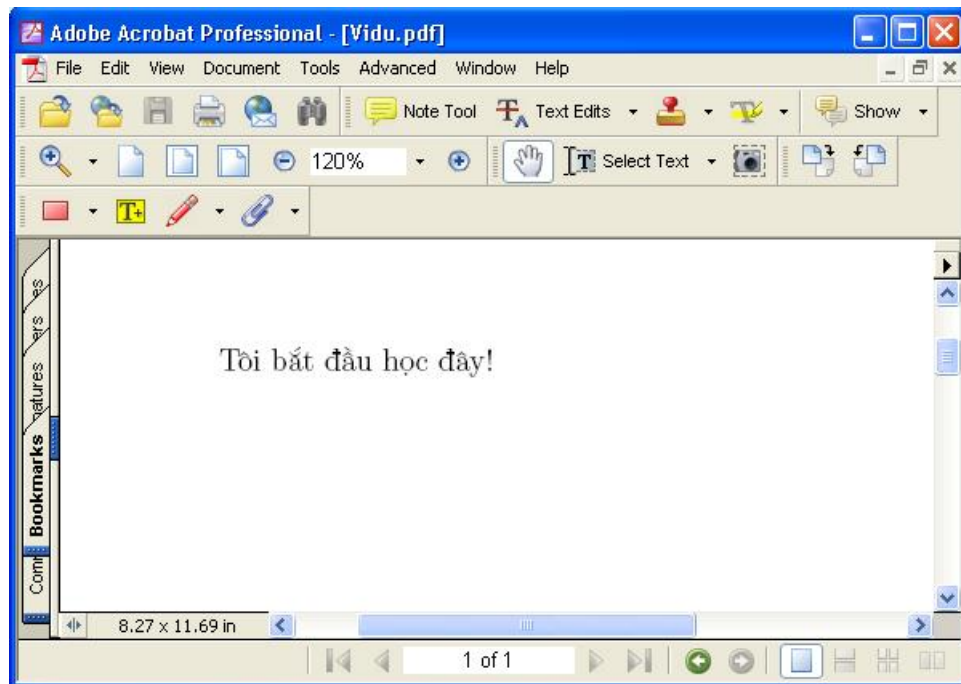 Adobe Acrobat Professional - [Vidu.pdf]
File Edit View Document Tools Advanced Window Help
Note Tool Text Edits Show
120% Select Text
Tôi bắt đầu học đây!
Bookmarks
8.27 x 11.69 in
1 of 1